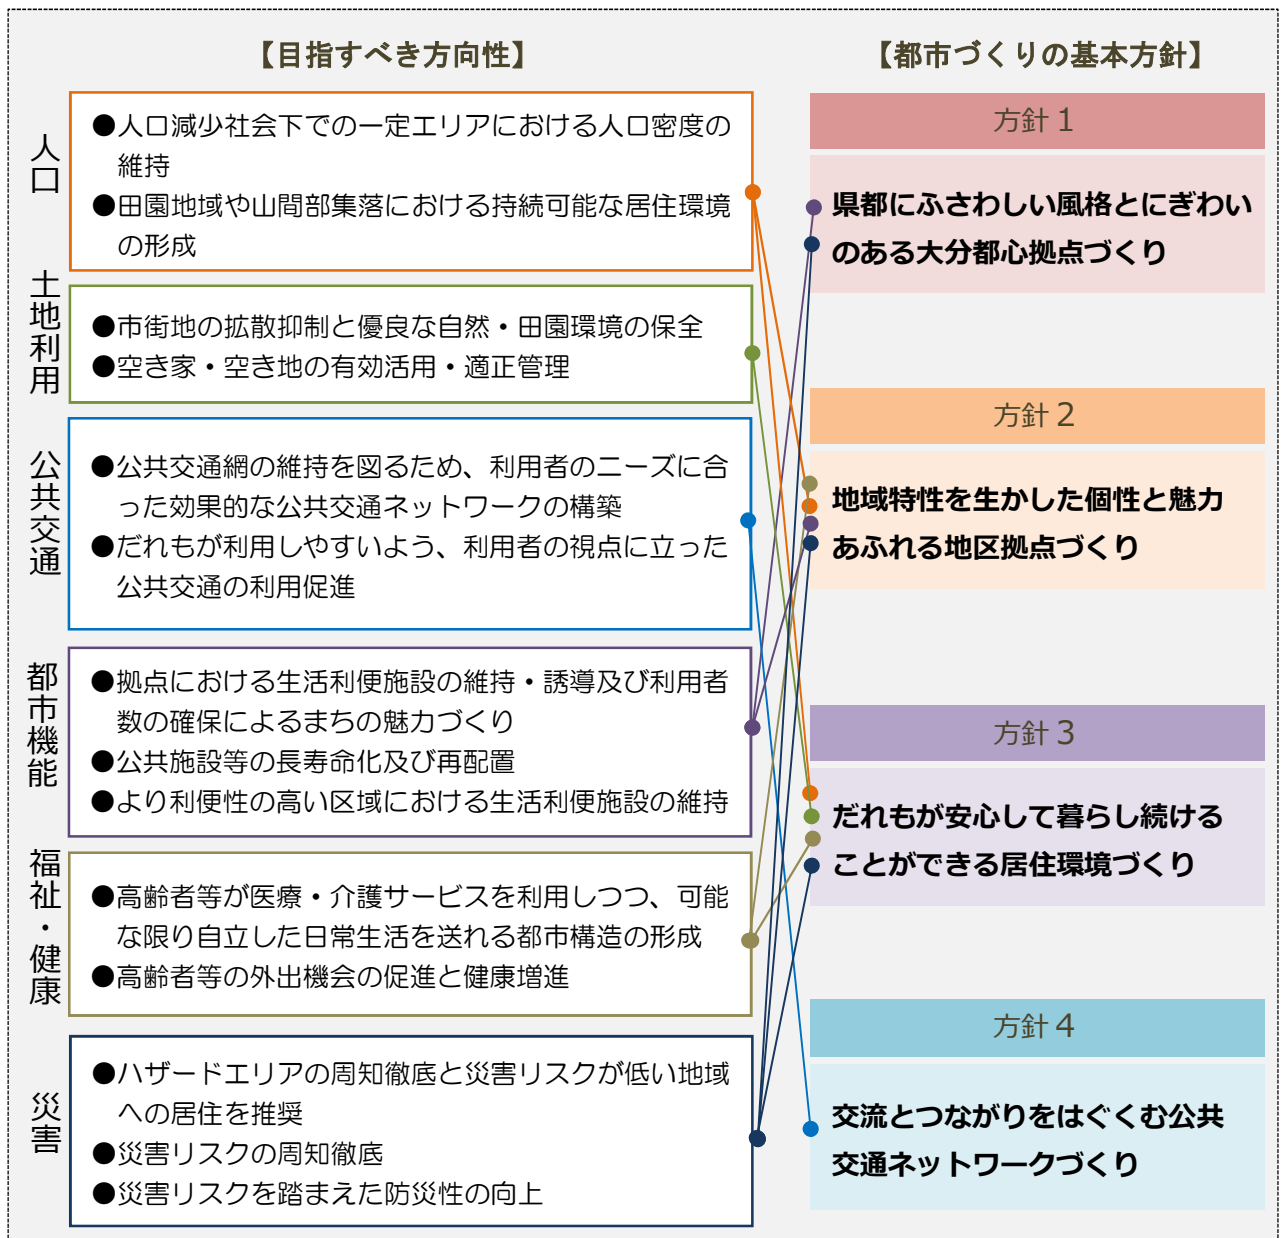 【目指すべき方向性】
人口
●人口減少社会下での一定エリアにおける人口密度の
維持
●田園地域や山間部集落における持続可能な居住環境
の形成
土地利用
●市街地の拡散抑制と優良な自然・田園環境の保全
●空き家・空き地の有効活用・適正管理
公共交通
●公共交通網の維持を図るため、利用者のニーズに合
った効果的な公共交通ネットワークの構築
●だれもが利用しやすいよう、利用者の視点に立った
公共交通の利用促進
都市機能
●拠点における生活利便施設の維持・誘導及び利用者
数の確保によるまちの魅力づくり
●公共施設等の長寿命化及び再配置
●より利便性の高い区域における生活利便施設の維持
福祉・健康
●高齢者等が医療・介護サービスを利用しつつ、可能
な限り自立した日常生活を送れる都市構造の形成
●高齢者等の外出機会の促進と健康増進
災害
●ハザードエリアの周知徹底と災害リスクが低い地域
への居住を推奨
●災害リスクの周知徹底
●災害リスクを踏まえた防災性の向上
【都市づくりの基本方針】
方針1
県都にふさわしい風格とにぎわい
のある大分都心拠点づくり
方針2
地域特性を生かした個性と魅力
あふれる地区拠点づくり
方針3
だれもが安心して暮らし続ける
ことができる居住環境づくり
方針4
交流とつながりをはぐくむ公共
交通ネットワークづくり